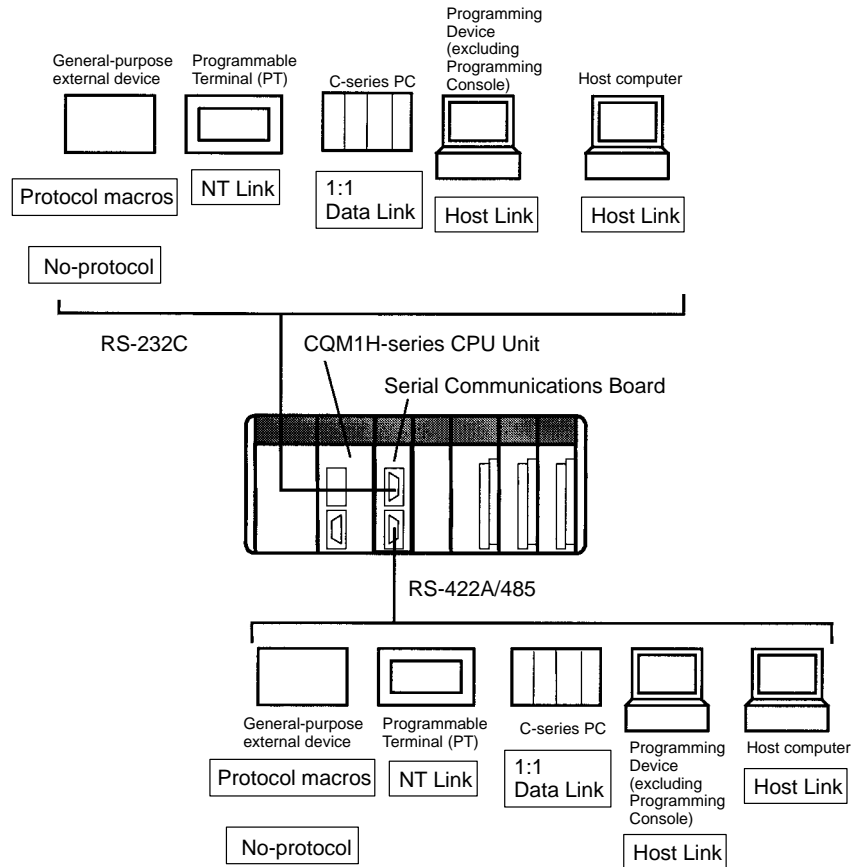 General-purpose
external device
Programmable
Terminal (PT)
C-series PC
Programming
Device
(excluding
Programming
Console)
Host computer
Protocol macros
NT Link
1:1
Data Link
Host Link
Host Link
No-protocol
RS-232C
CQM1H-series CPU Unit
Serial Communications Board
RS-422A/485
General-purpose
external device
Programmable
Terminal (PT)
C-series PC
Programming
Device
(excluding
Programming
Console)
Host computer
Protocol macros
NT Link
1:1
Data Link
Host Link
Host Link
No-protocol